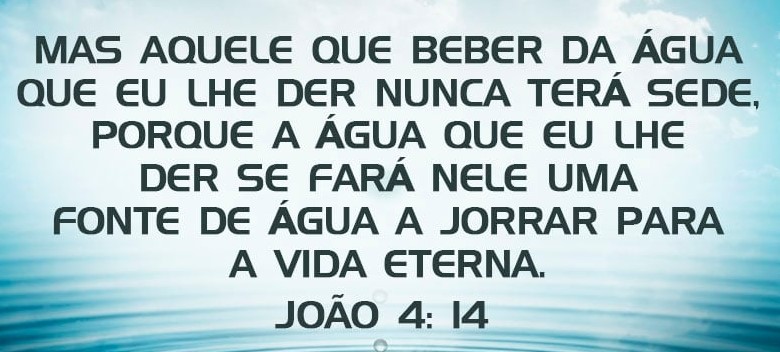 MAS AQUELE QUE BEBER DA ÁGUA
QUE EU LHE DER NUNCA TERÁ SEDE,
PORQUE A ÁGUA QUE EU LHE
DER SE FARÁ NELE UMA
FONTE DE ÁGUA A JORRAR PARA
A VIDA ETERNA.
JOÃO 4: 14